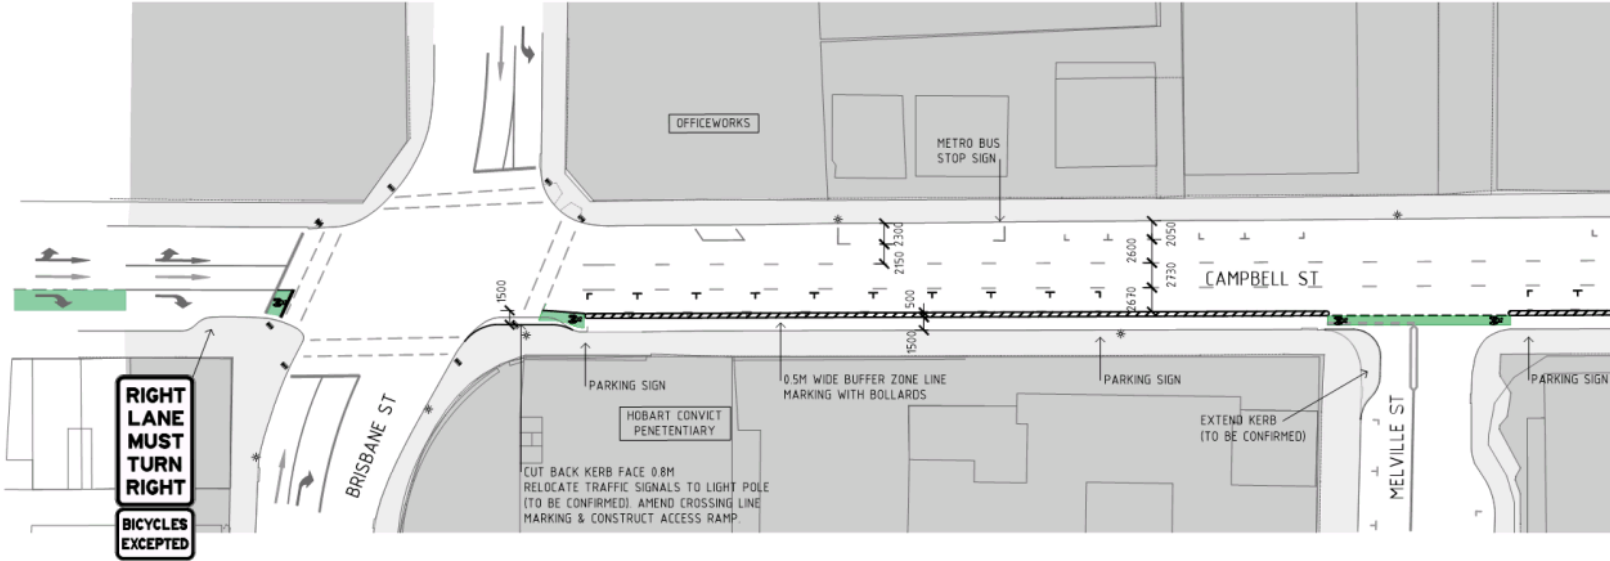 OFFICEWORKS
METRO BUS
STOP SIGN
2300
2150
2050
2600
2730
2670
CAMPBELL ST
1500
500
1500
PARKING SIGN
0.5M WIDE BUFFER ZONE LINE
MARKING WITH BOLLARDS
PARKING SIGN
PARKING SIGN
HOBART CONVICT
PENETENTIARY
EXTEND KERB
(TO BE CONFIRMED)
BRISBANE ST
MELVILLE ST
CUT BACK KERB FACE 0.8M
RELOCATE TRAFFIC SIGNALS TO LIGHT POLE
(TO BE CONFIRMED). AMEND CROSSING LINE
MARKING & CONSTRUCT ACCESS RAMP.
RIGHT
LANE
MUST
TURN
RIGHT
BICYCLES
EXCEPTED